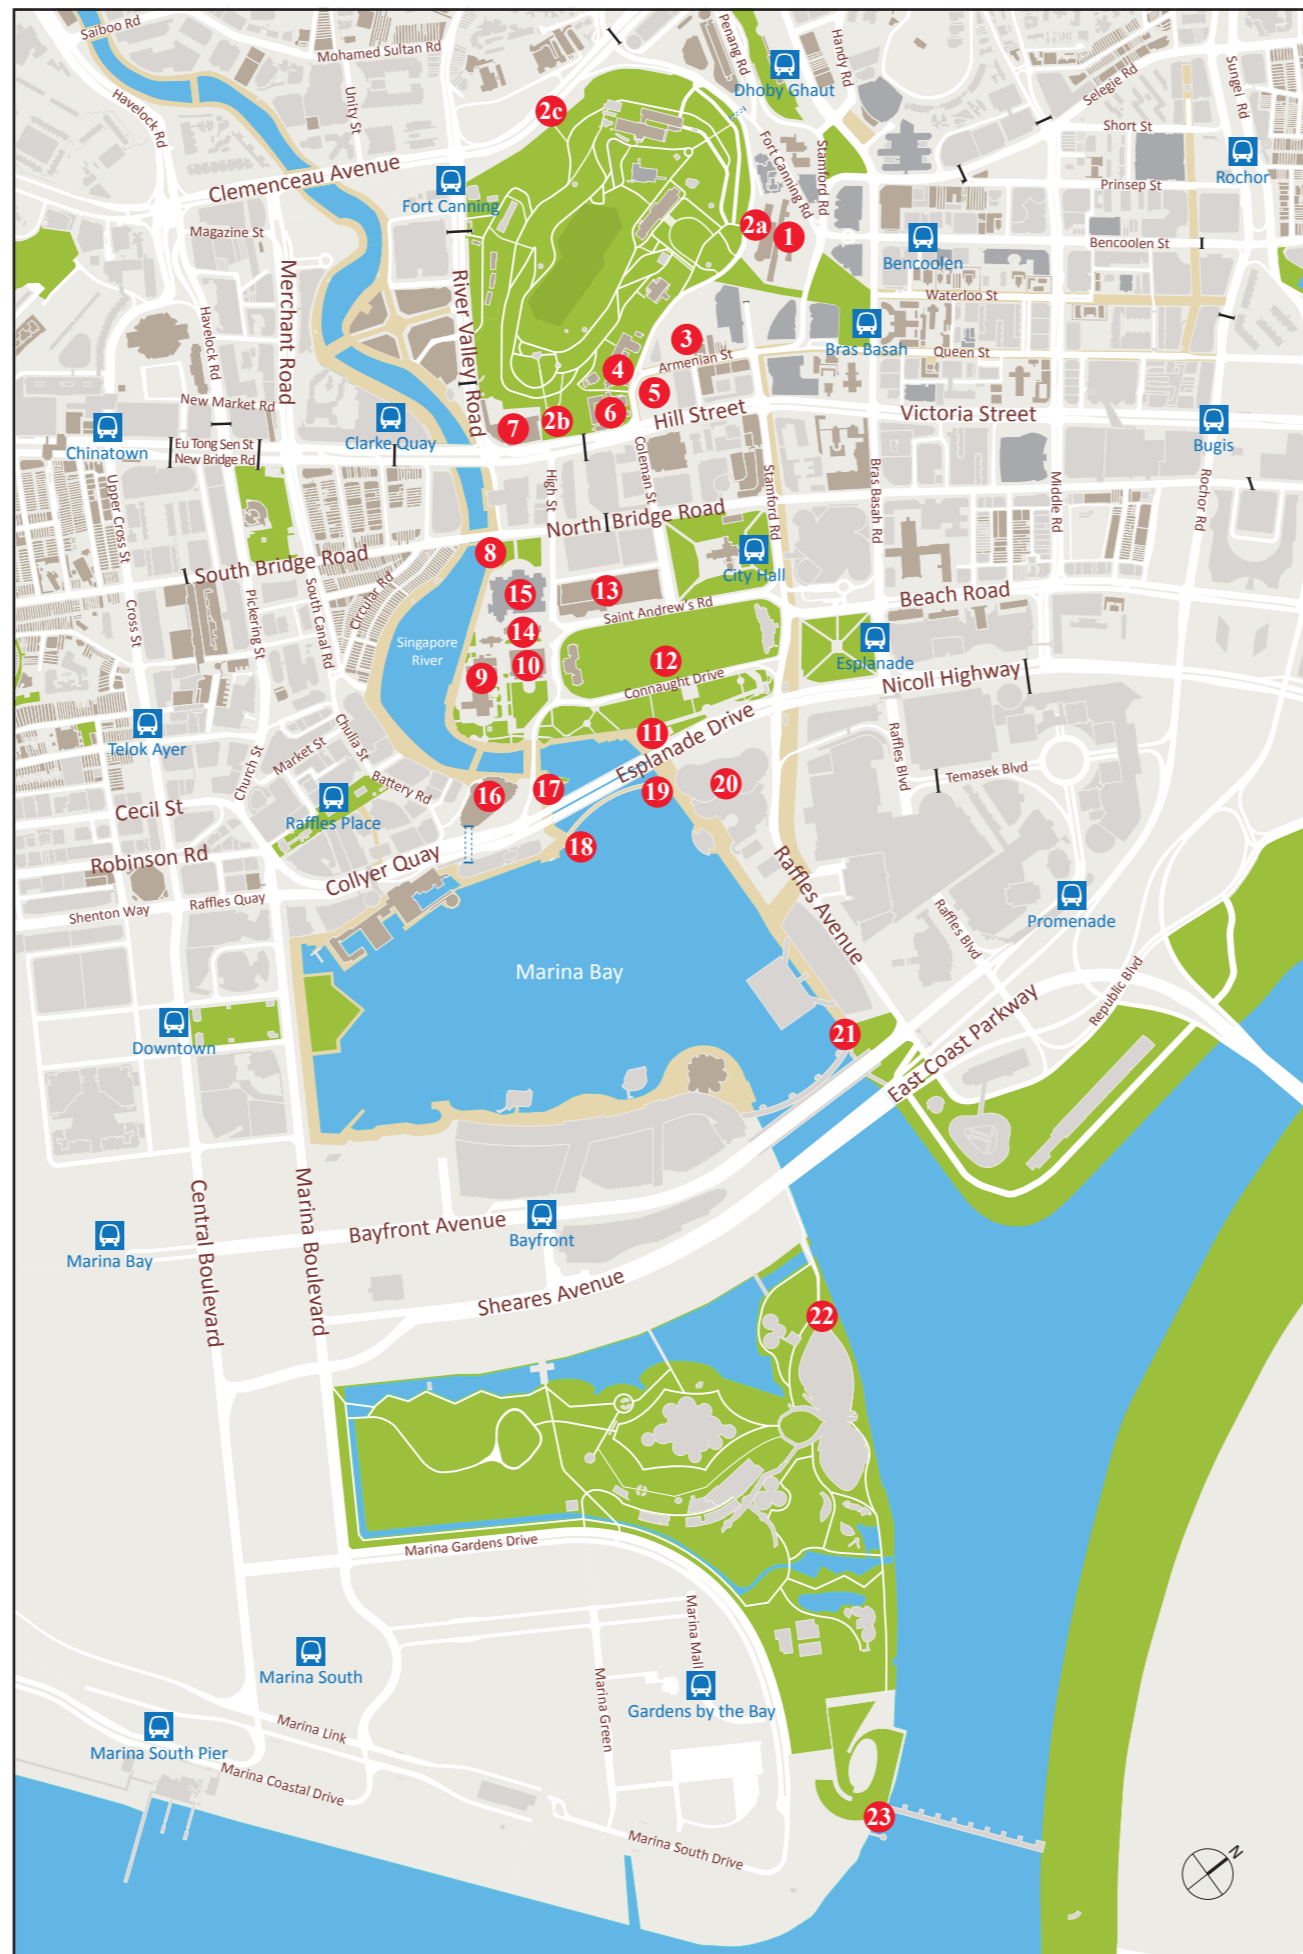 Saiboo Rd
Mohamed Sultan Rd
Penang Rd
Handy Rd
Dhoby Ghaut
Selegie Rd
Sungei Rd
Havelock Rd
Unity St
2c
Short St
Clemenceau Avenue
Fort Canning
Fort Canning Rd
Stamford Rd
Rochor
Prinsep St
Magazine St
2a
1
Bencoolen
Bencoolen St
Merchant Road
River Valley Road
Waterloo St
Havelock Rd
3
Bras Basah
Queen St
4
Armenian St
New Market Rd
5
6
Hill Street
Victoria Street
Chinatown
Clarke Quay
7
2b
Bugis
Eu Tong Sen St
New Bridge Rd
Upper Cross St
High St
Coleman St
Stamford Rd
Bras Basah Rd
Middle Rd
Rochor Rd
North Bridge Road
8
City Hall
South Bridge Road
Circular Rd
15
13
Beach Road
Cross St
Pickering St
South Canal Rd
Saint Andrew's Rd
Singapore
River
14
Esplanade
9
10
12
Connaught Drive
Nicoll Highway
Telok Ayer
Church St
Market St
Chulia St
11
Esplanade Drive
Raffles Blvd
Battery Rd
Temasek Blvd
Cecil St
Raffles Place
16
17
19
20
Robinson Rd
Collyer Quay
18
Raffles Avenue
Shenton Way
Raffles Quay
Promenade
Raffles Blvd
Marina Bay
Republic Blvd
Downtown
21
East Coast Parkway
Central Boulevard
Marina Boulevard
Marina Bay
Bayfront Avenue
Bayfront
Sheares Avenue
22
Marina Gardens Drive
Marina South
Marina Mall
Marina Green
Gardens by the Bay
Marina South Pier
Marina Link
Marina Coastal Drive
23
Marina South Drive
N